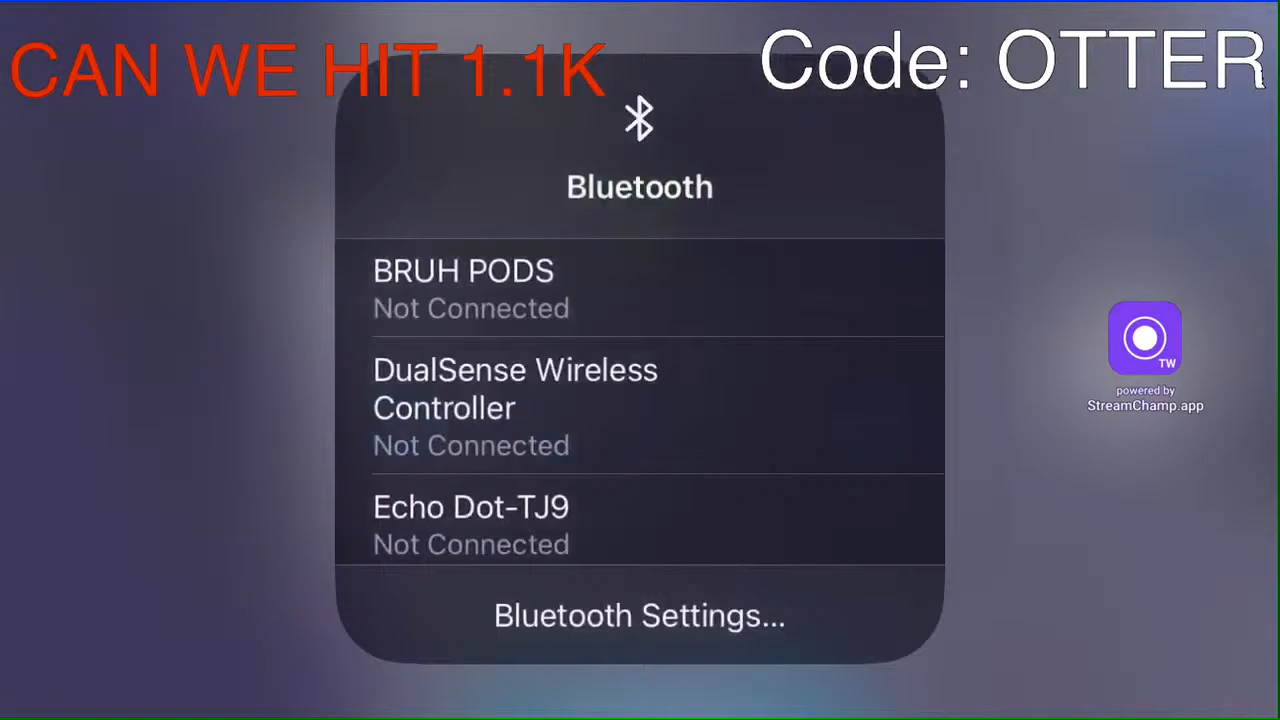 CAN WE HIT 1.1K
Code: OTTER
Bluetooth
BRUH PODS
Not Connected
DualSense Wireless
Controller
Not Connected
Echo Dot-TJ9
Not Connected
Bluetooth Settings...
TW
powered by
StreamChamp.app